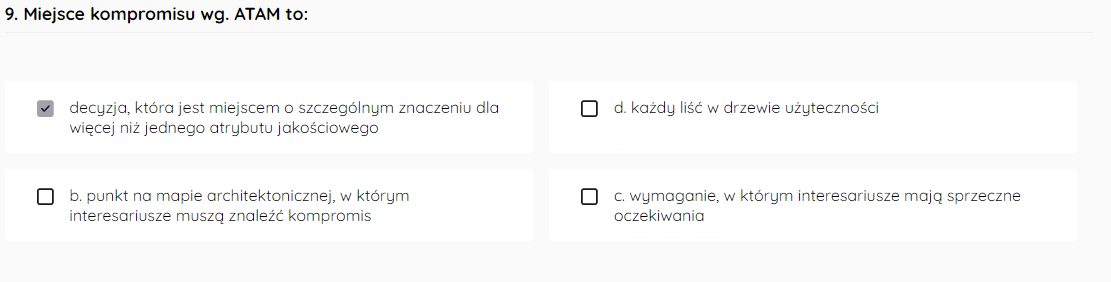 9. Miejsce kompromisu wg. ATAM to:
decyzja, która jest miejscem o szczególnym znaczeniu dla
więcej niż jednego atrybutu jakościowego
d. każdy liść w drzewie użyteczności
b. punkt na mapie architektonicznej, w którym
interesariusze muszą znaleźć kompromis
c. wymaganie, w którym interesariusze mają sprzeczne
oczekiwania